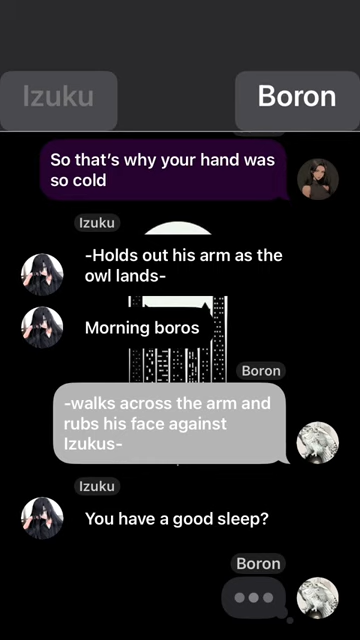 Izuku
Boron
So that's why your hand was
so cold
Izuku
-Holds out his arm as the
owl lands-
Morning boros
Boron
-walks across the arm and
rubs his face against
Izukus-
Izuku
You have a good sleep?
Boron